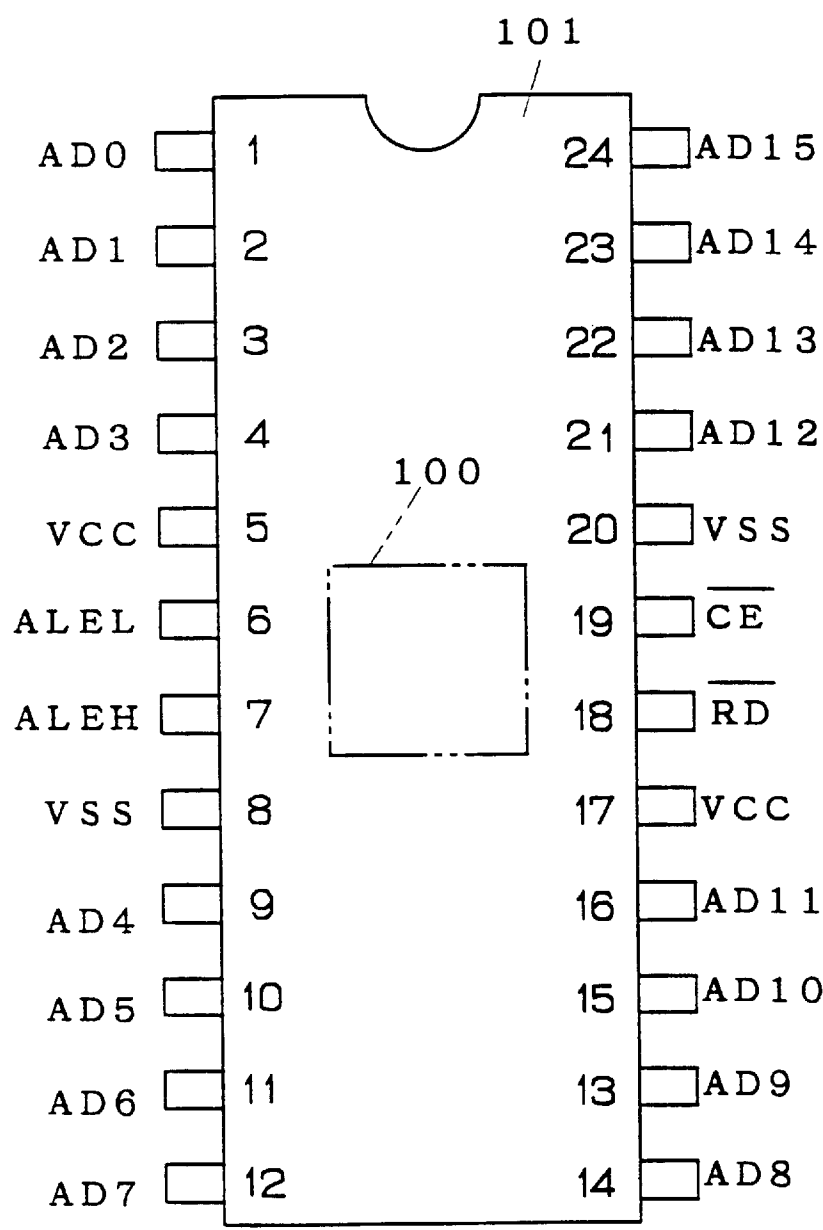 101
AD0 1 24 AD15
AD1 2 23 AD14
AD2 3 22 AD13
AD3 4 21 AD12
100
VCC 5 20 VSS
ALEL 6 19 CE
ALEH 7 18 RD
VSS 8 17 VCC
AD4 9 16 AD11
AD5 10 15 AD10
AD6 11 13 AD9
AD7 12 14 AD8